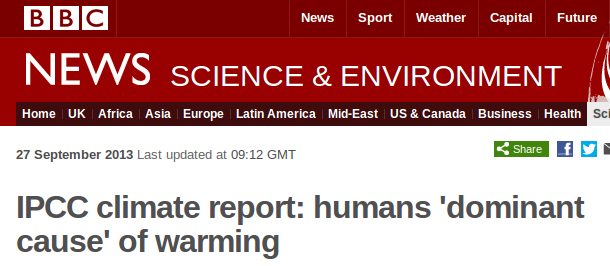 BBC News Sport Weather Capital Future
NEWS SCIENCE & ENVIRONMENT
Home UK Africa Asia Europe Latin America Mid-East US & Canada Business Health Sci
27 September 2013 Last updated at 09:12 GMT Share
IPCC climate report: humans 'dominant
cause' of warming